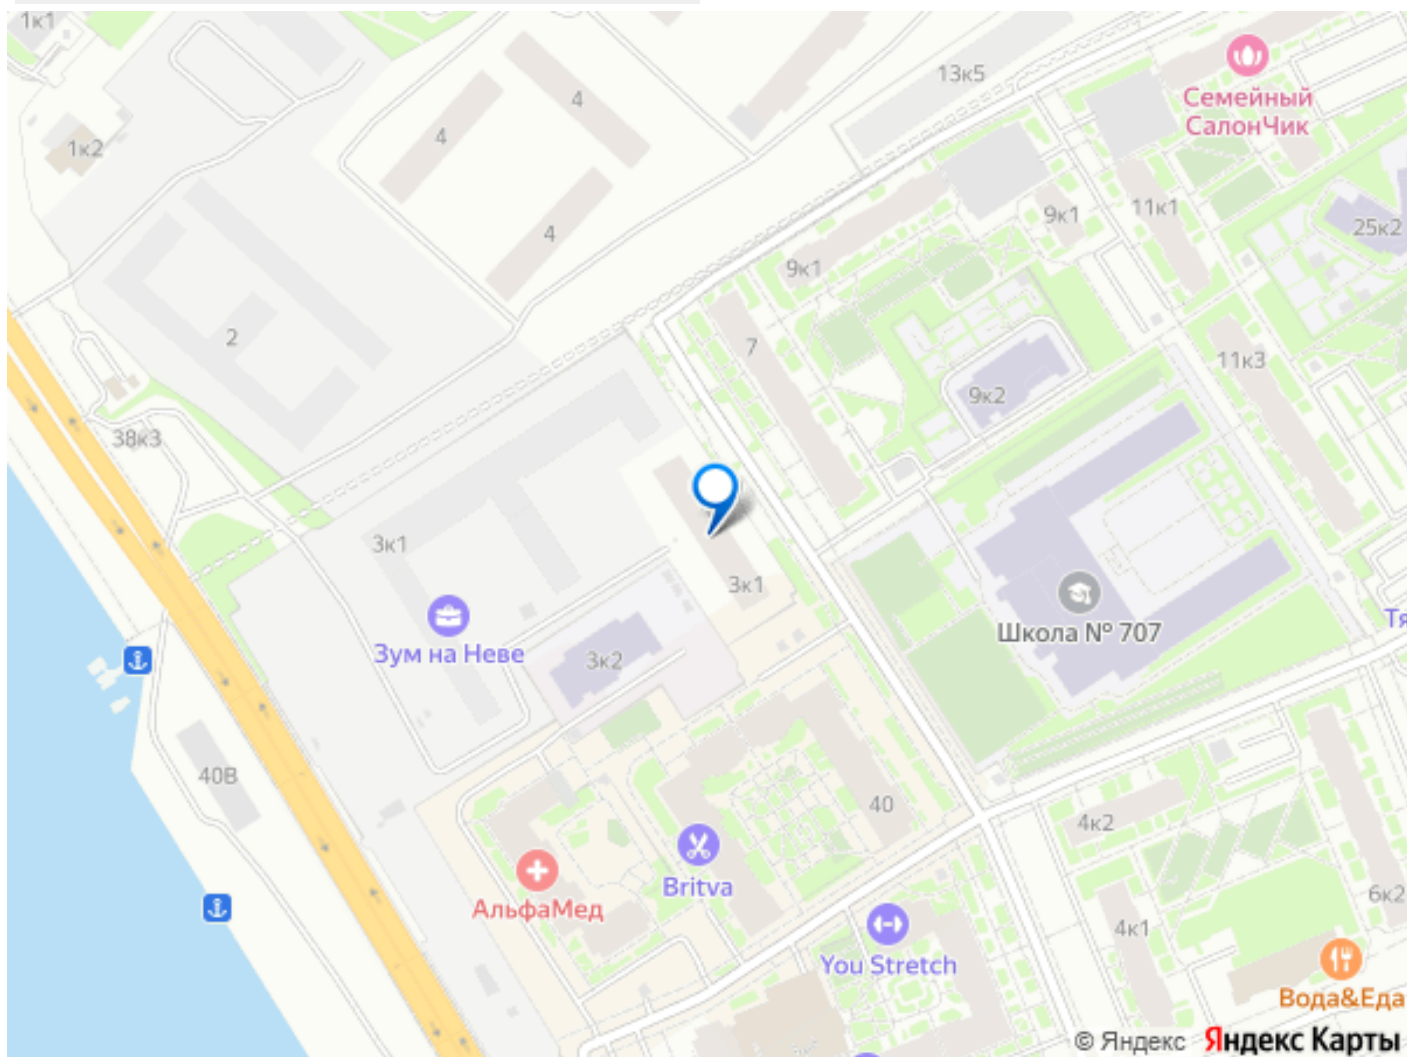 1к1
13к5
Семейный
СалонЧик
4
4
1к2
4
9к1
11к1
25к2
9к1
2
7
11к3
9к2
38к3
3к1
3к1
Школа № 707
Тя
Зум на Неве
3к2
40В
40
4к2
Britva
АльфаМед
6к2
4к1
You Stretch
Вода&Еда
© Яндекс Яндекс Карты